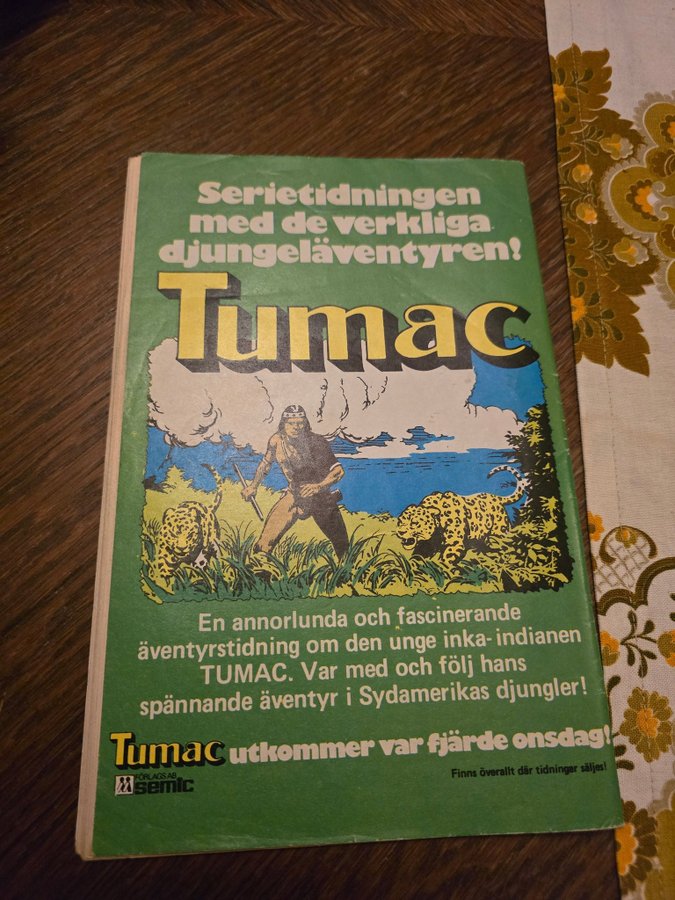 Serietidningen
med de verkliga
djungeläventyren!
Tumac
En annorlunda och fascinerande
äventyrstidning om den unge inka-indianen
TUMAC. Var med och följ hans
spännande äventyr i Sydamerikas djungler!
Tumac utkommer var fjärde onsdag!
FÖRLAGS AB
semic
Finns överallt där tidningar säljes!